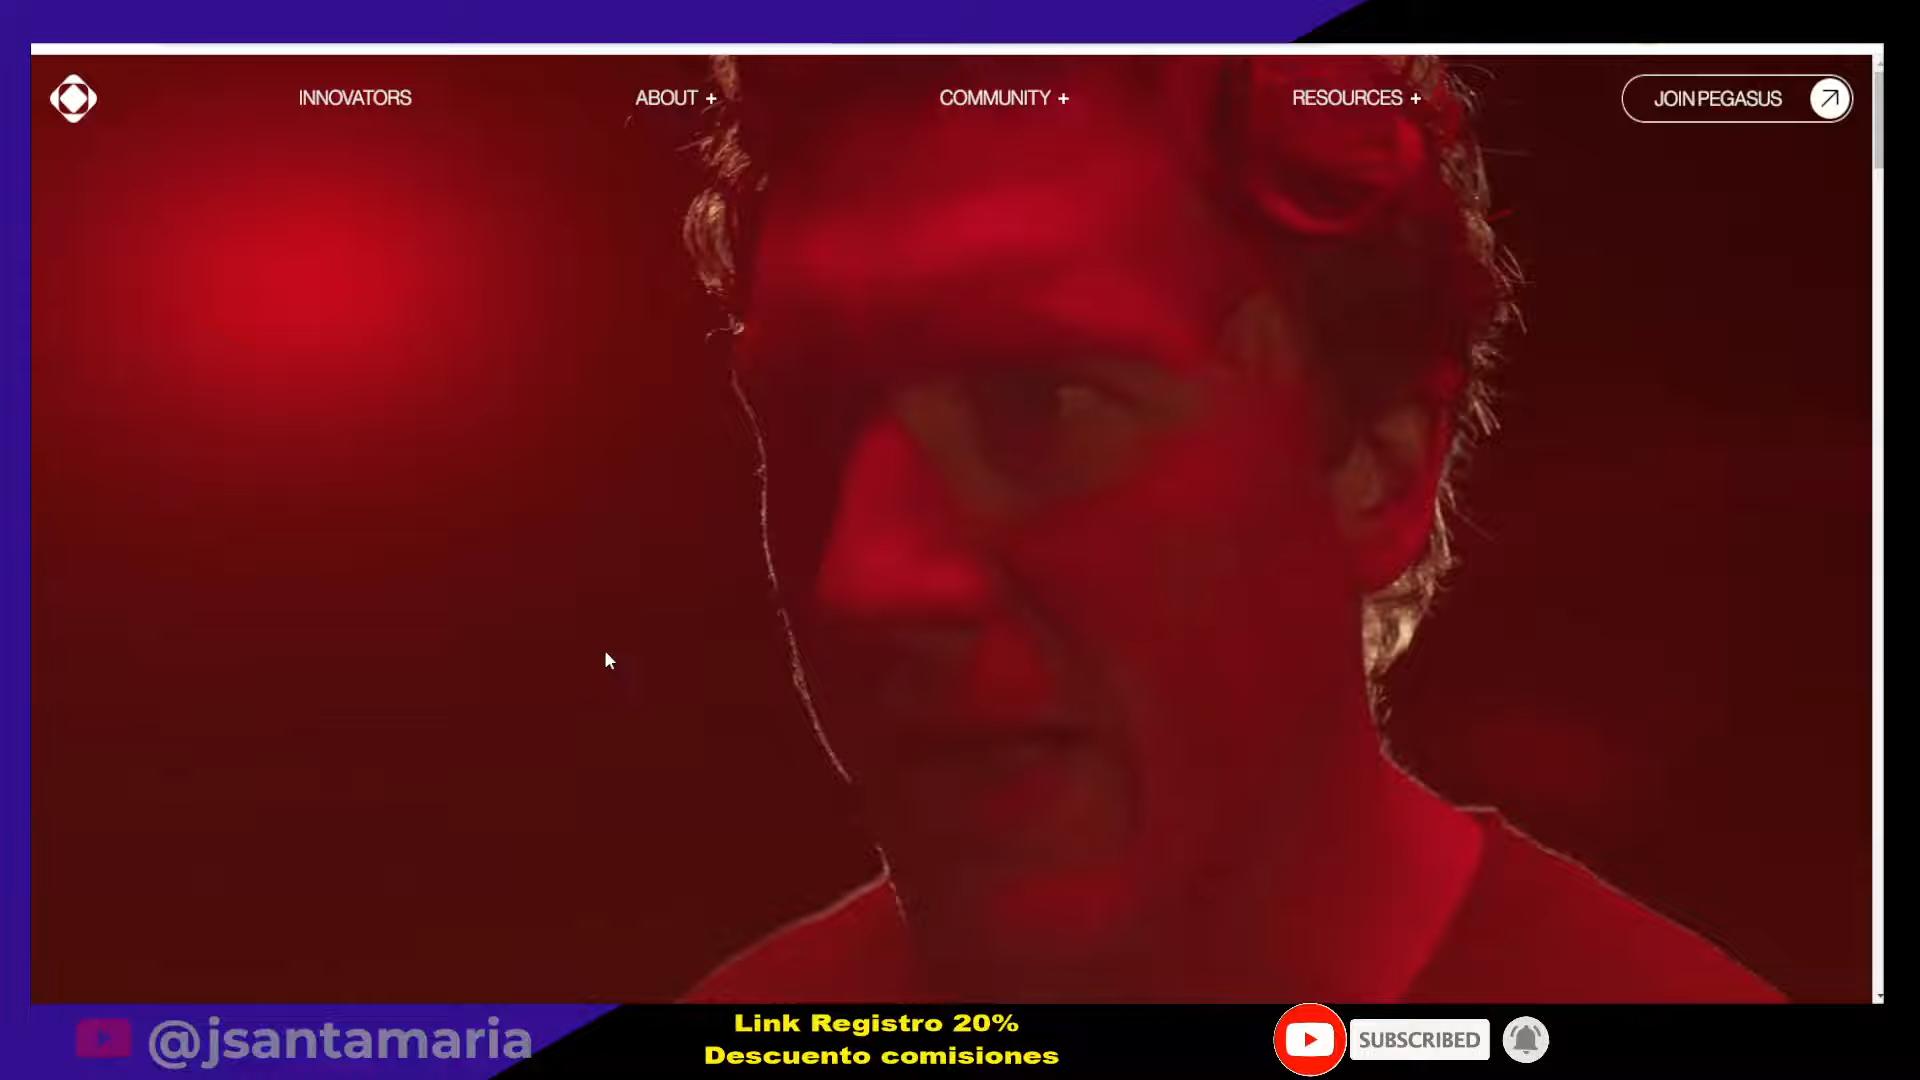 INNOVATORS
ABOUT +
COMMUNITY +
RESOURCES +
JOIN PEGASUS
@jsantamaria
Link Registro 20%
Descuento comisiones
SUBSCRIBED